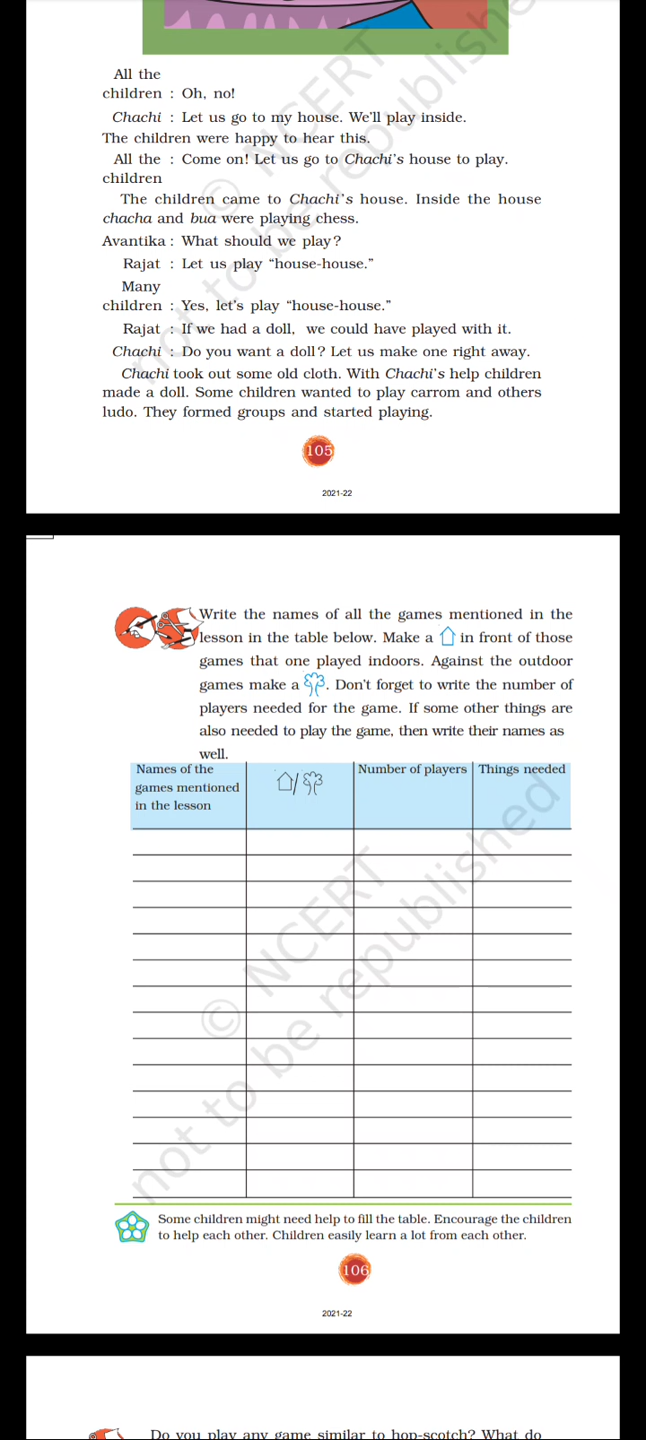 All the
children : Oh, no!
Chachi : Let us go to my house. We'll play inside.
The children were happy to hear this.
All the : Come on! Let us go to Chachi's house to play.
children
The children came to Chachi's house. Inside the house
chacha and bua were playing chess.
Avantika : What should we play?
Rajat : Let us play “house-house.”
Many
children : Yes, let's play “house-house.”
Rajat : If we had a doll, we could have played with it.
Chachi : Do you want a doll? Let us make one right away.
Chachi took out some old cloth. With Chachi's help children
made a doll. Some children wanted to play carrom and others
ludo. They formed groups and started playing.
105
2021-22
Write the names of all the games mentioned in the
lesson in the table below. Make a in front of those
games that one played indoors. Against the outdoor
games make a . Don't forget to write the number of
players needed for the game. If some other things are
also needed to play the game, then write their names as
well.
Names of the
games mentioned
in the lesson
/
Number of players
Things needed
Some children might need help to fill the table. Encourage the children
to help each other. Children easily learn a lot from each other.
106
2021-22
Do you play any game similar to hop-scotch? What do
© NCERT
not to be republished
© NCERT
not to be republished